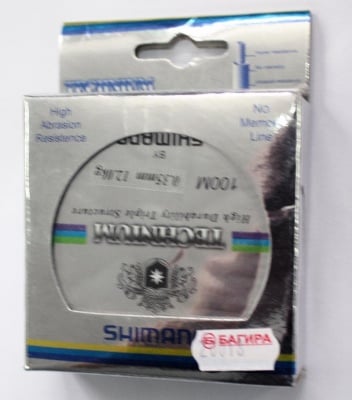 TECHNIUM
High
Abrasion
Resistence
No
Memory
Line
SHIMANO
BY
100M 0.35mm 12.0kg
High Durability Triple Structure
TECHNIUM
SHIMANO
БАГИРА